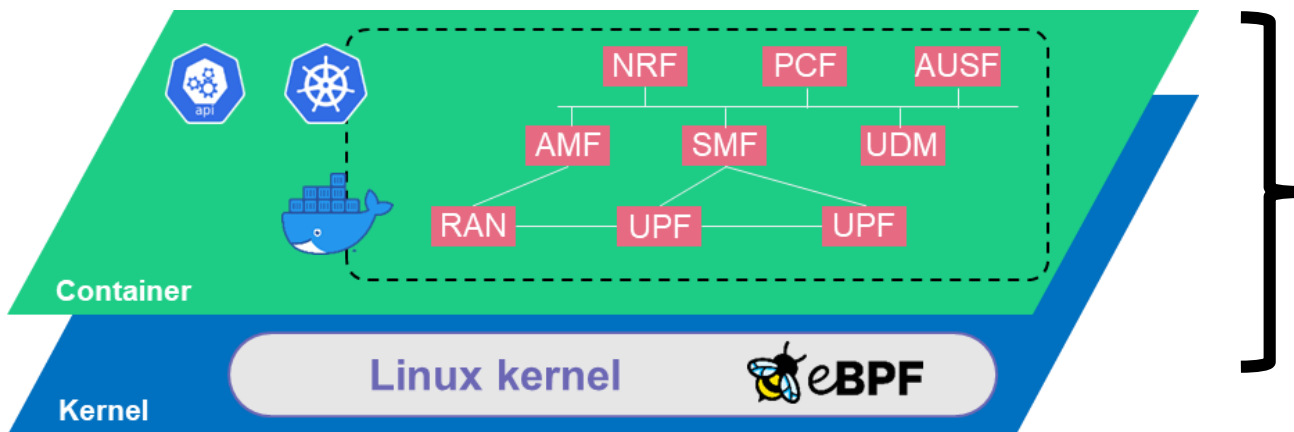 api
NRF PCF AUSF
AMF SMF UDM
RAN UPF UPF
Container
Linux kernel eBPF
Kernel